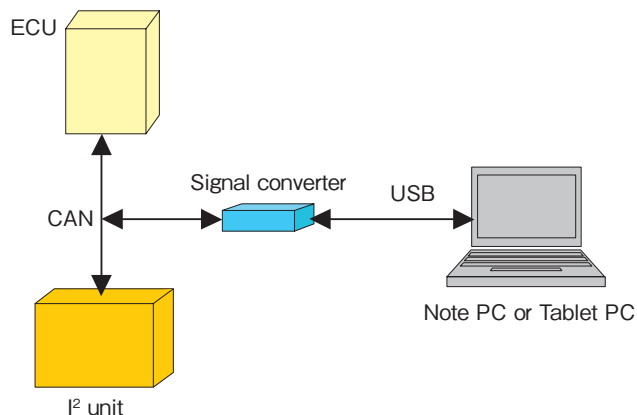 ECU
Signal converter
USB
CAN
Note PC or Tablet PC
I² unit